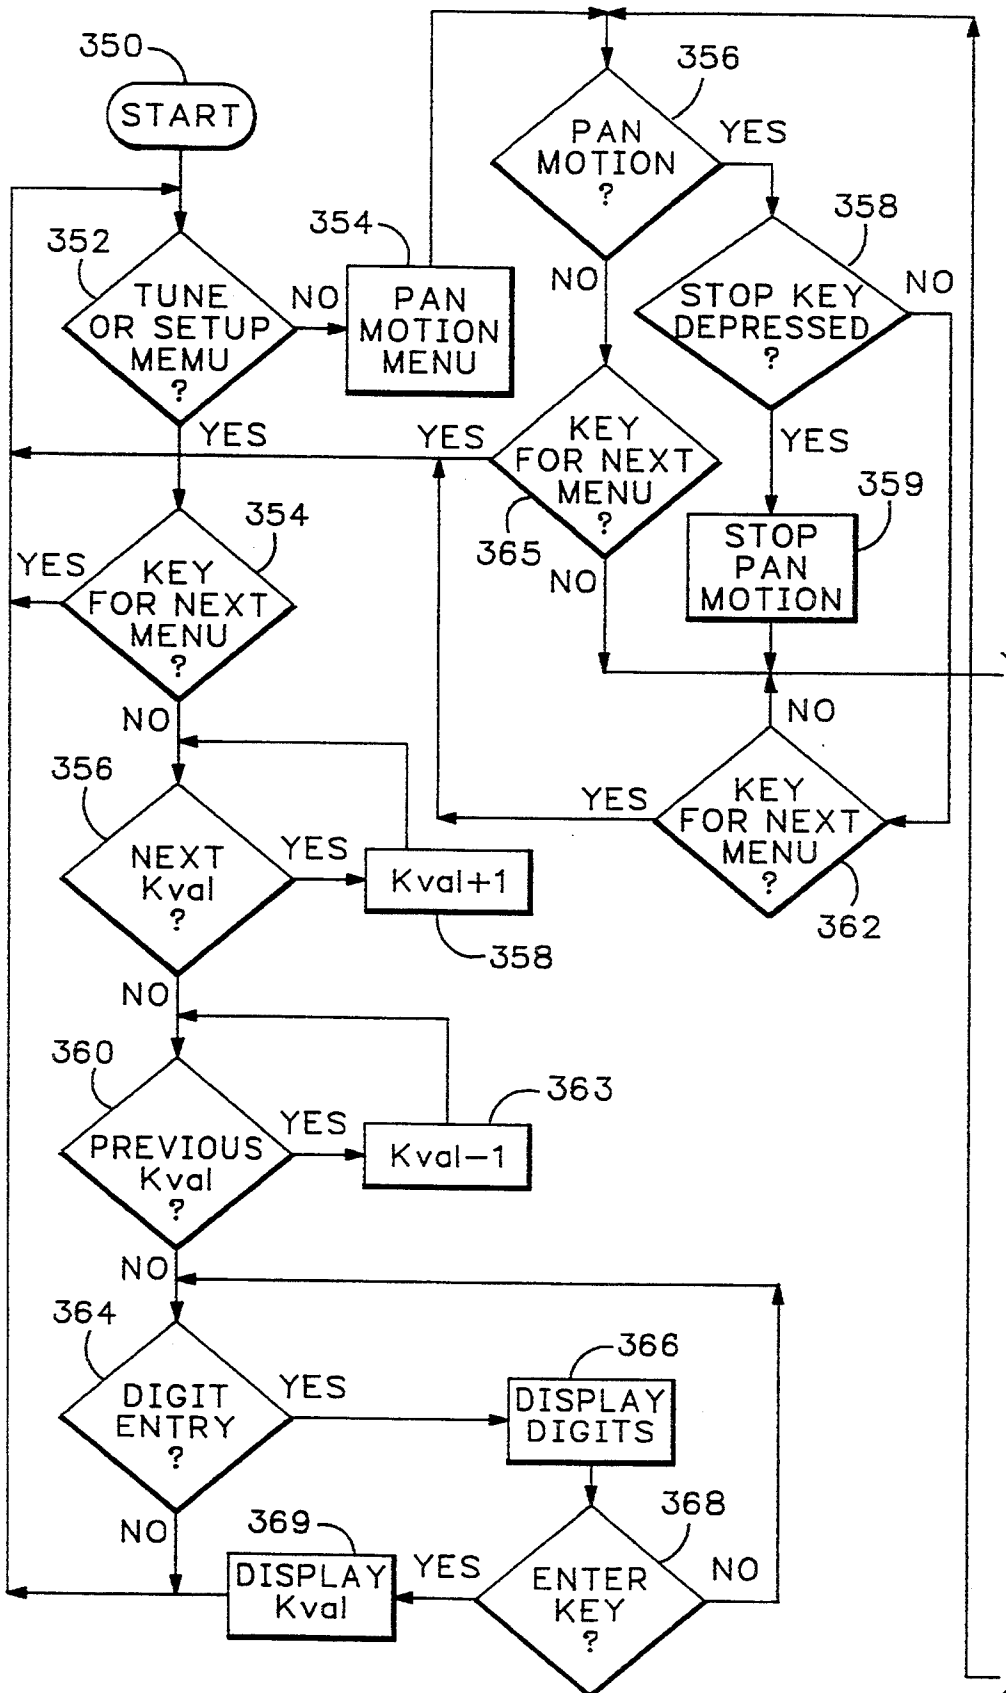 350
START
352
TUNE
OR SETUP
MEMU
?
NO
YES
354
PAN
MOTION
MENU
356
PAN
MOTION
?
YES
NO
358
STOP KEY
DEPRESSED
?
NO
YES
359
STOP
PAN
MOTION
YES
KEY
FOR NEXT
MENU
?
365
NO
354
YES
KEY
FOR NEXT
MENU
?
NO
NO
YES
KEY
FOR NEXT
MENU
?
362
356
NEXT
Kval
?
YES
Kval+1
358
NO
360
PREVIOUS
Kval
?
YES
363
Kval-1
NO
364
DIGIT
ENTRY
?
YES
366
DISPLAY
DIGITS
NO
369
DISPLAY
Kval
YES
368
ENTER
KEY
?
NO